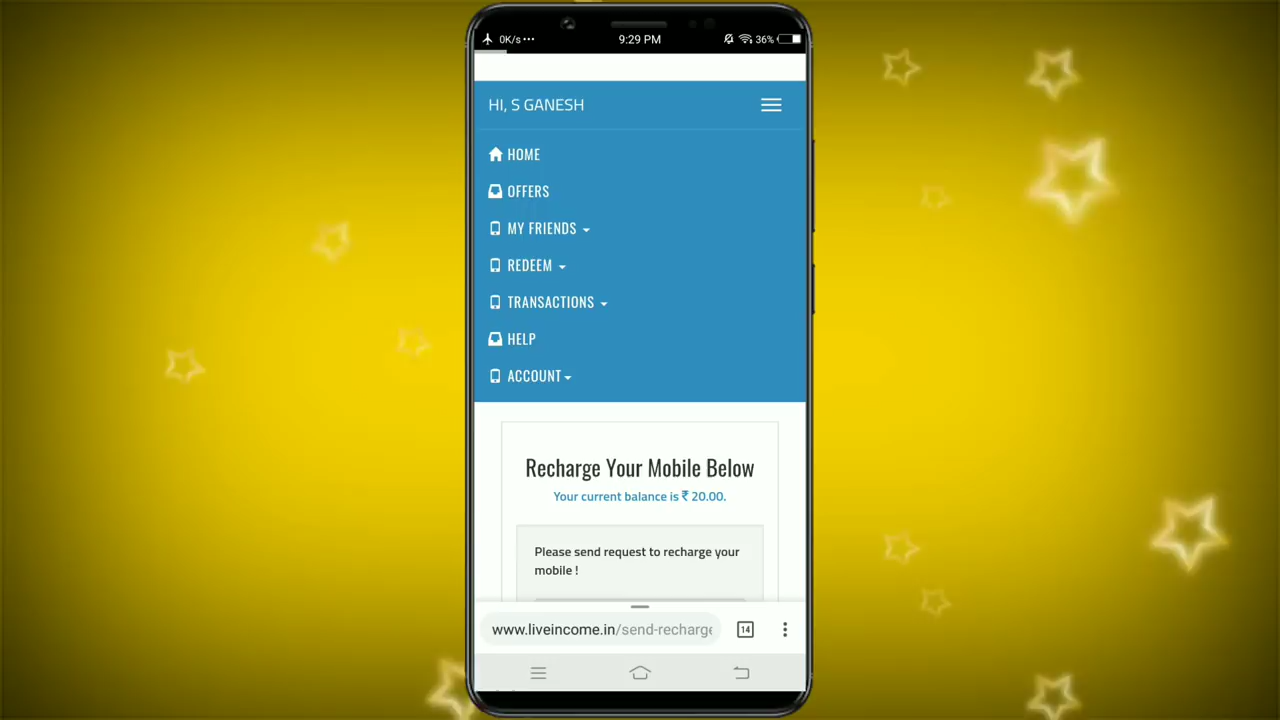 0K/s ...
9:29 PM
36%
HI, S GANESH
HOME
OFFERS
MY FRIENDS
REDEEM
TRANSACTIONS
HELP
ACCOUNT
Recharge Your Mobile Below
Your current balance is ₹ 20.00.
Please send request to recharge your
mobile !
www.liveincome.in/send-recharge
14